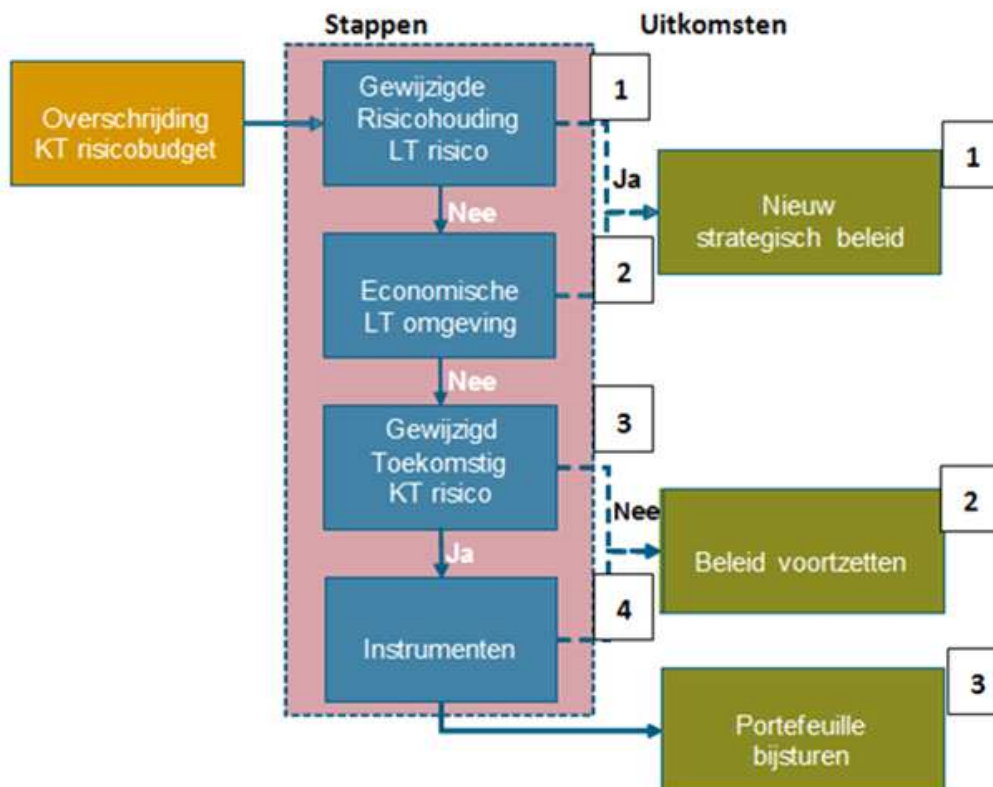 Stappen
Uitkomsten
Overschrijding
KT risicobudget
Gewijzigde
Risicohouding
LT risico
1
Ja
1
Nieuw
strategisch beleid
Nee
Economische
LT omgeving
2
Nee
Gewijzigd
Toekomstig
KT risico
3
Nee
2
Beleid voortzetten
Ja
Instrumenten
4
3
Portefeuille
bijsturen